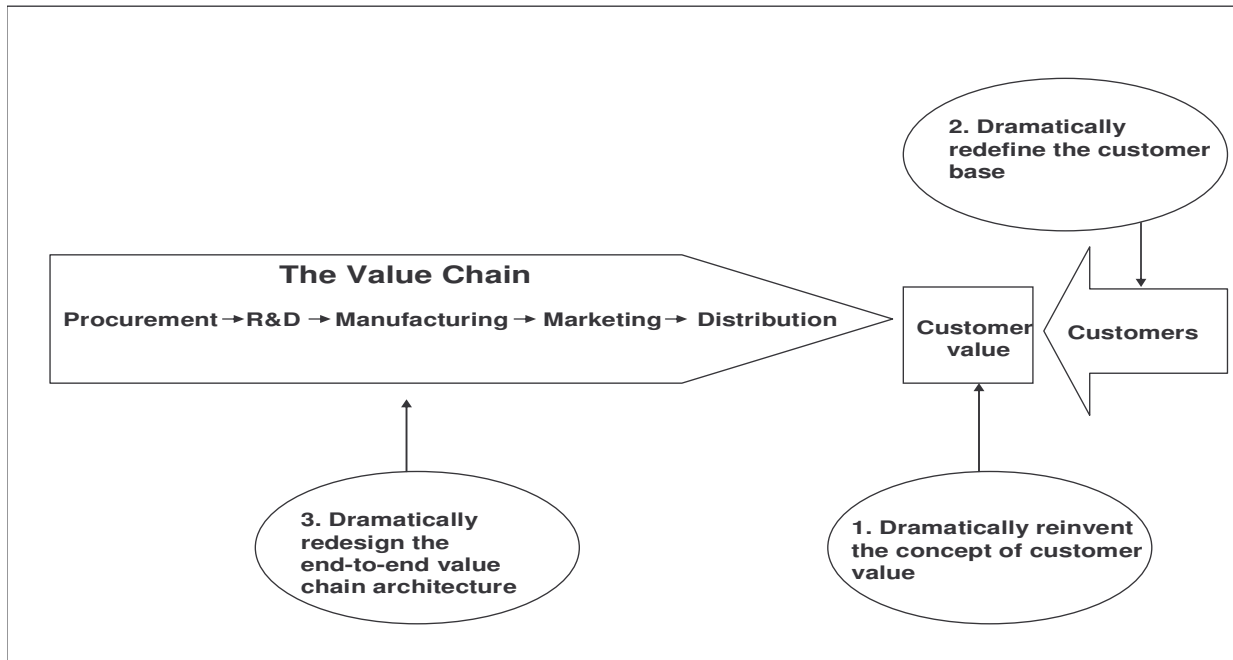 2. Dramatically
redefine the customer
base
The Value Chain
Procurement → R&D → Manufacturing → Marketing → Distribution
Customer
value
Customers
3. Dramatically
redesign the
end-to-end value
chain architecture
1. Dramatically reinvent
the concept of customer
value